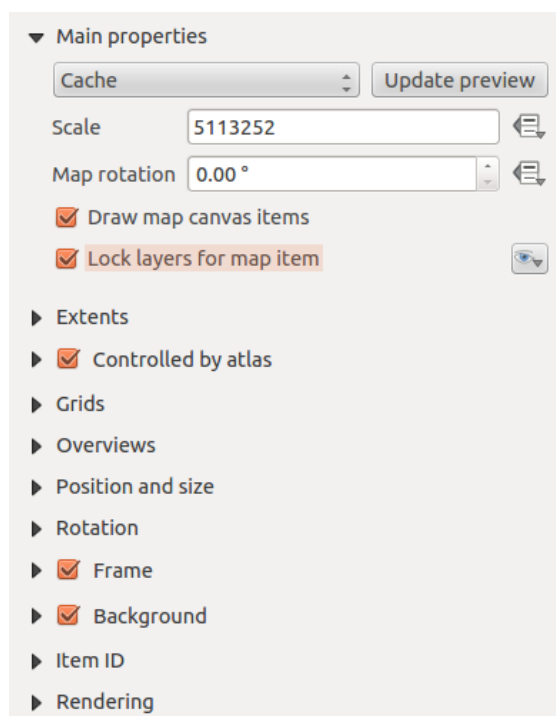 Main properties
Cache Update preview
Scale 5113252
Map rotation 0.00 °
Draw map canvas items
Lock layers for map item
Extents
Controlled by atlas
Grids
Overviews
Position and size
Rotation
Frame
Background
Item ID
Rendering